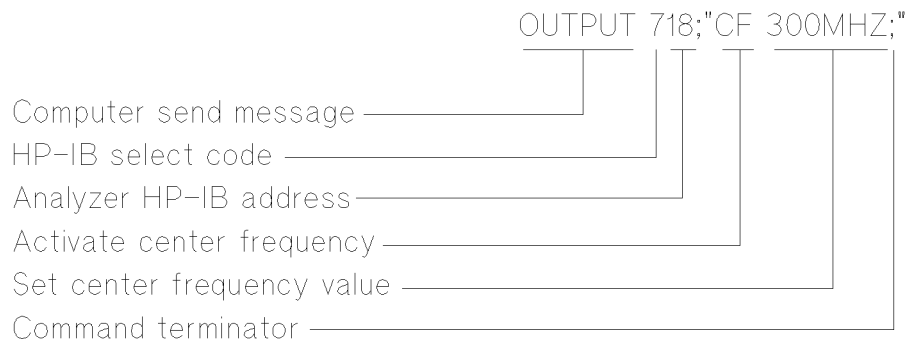 OUTPUT 718;"CF 300MHZ;"
Computer send message
HP-IB select code
Analyzer HP-IB address
Activate center frequency
Set center frequency value
Command terminator